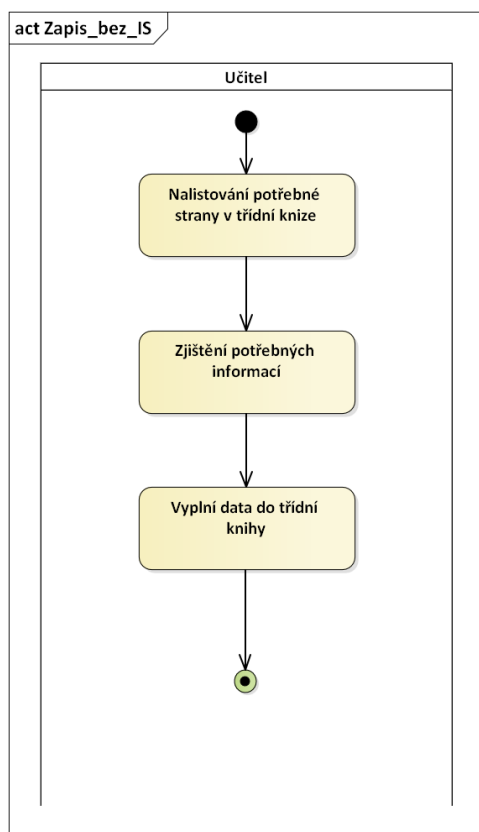 act Zapis_bez_IS
Učitel
Nalistování potřebné
strany v třídní knize
Zjištění potřebných
informací
Vyplní data do třídní
knihy